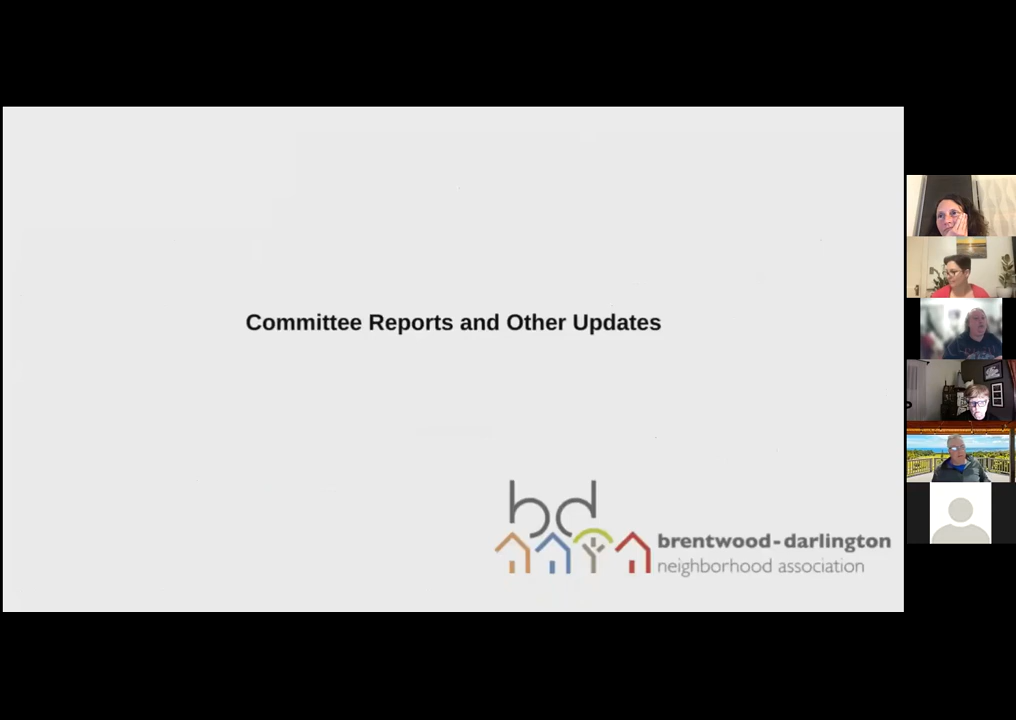 Committee Reports and Other Updates
bd
brentwood-darlington
neighborhood association